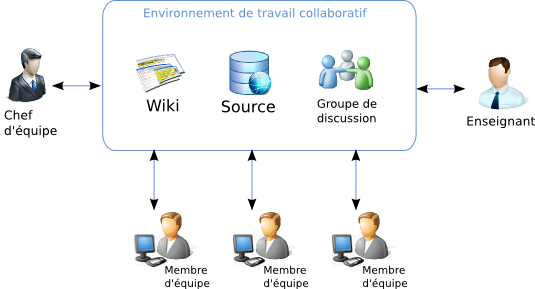 Environnement de travail collaboratif
Wiki
Source
Groupe de
discussion
Chef
d'équipe
Enseignant
Membre
d'équipe
Membre
d'équipe
Membre
d'équipe